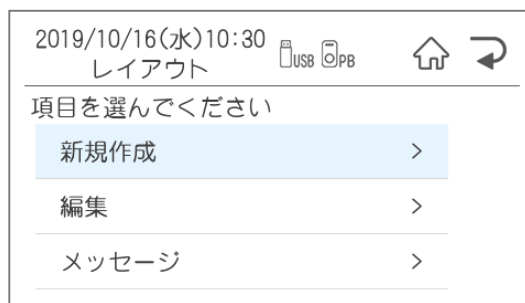 2019/10/16(水)10:30 USB PB
レイアウト
項目を選んでください
新規作成
編集
メッセージ